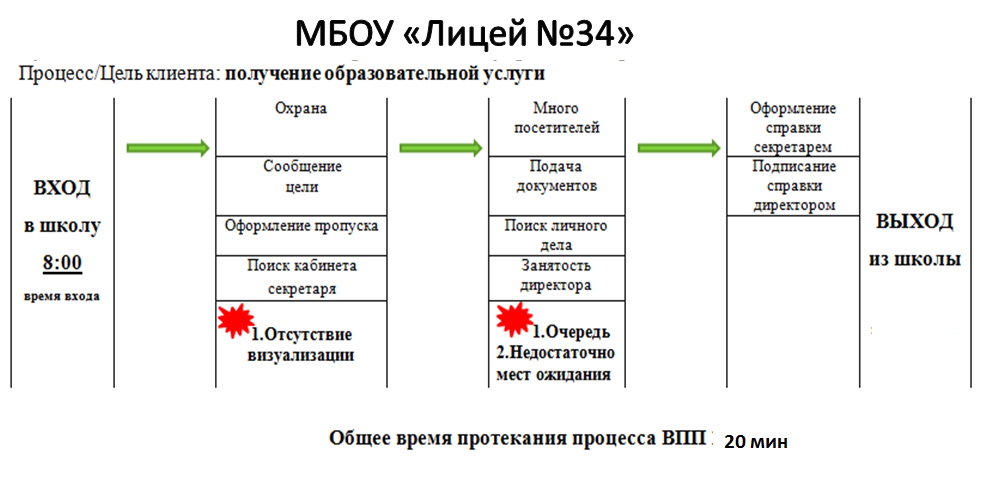 МБОУ «Лицей №34»
Процесс/Цель клиента: получение образовательной услуги
ВХОД
в школу
8:00
время входа
Охрана
Сообщение
цели
Оформление пропуска
Поиск кабинета
секретаря
1.Отсутствие
визуализации
Много
посетителей
Подача
документов
Поиск личного
дела
Занятость
директора
1.Очередь
2.Недостаточно
мест ожидания
Оформление
справки
секретарем
Подписание
справки
директором
ВЫХОД
из школы
Общее время протекания процесса ВПП 20 мин